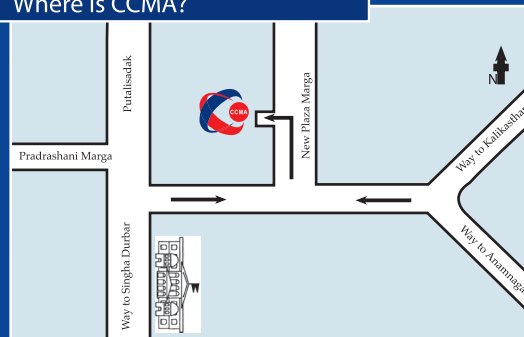 Where is CCMA?
Putalisadak
CCMA
New Plaza Marga
N
Pradrashani Marga
Way to Kalikasthan
Way to Singha Durbar
Way to Anamnagar